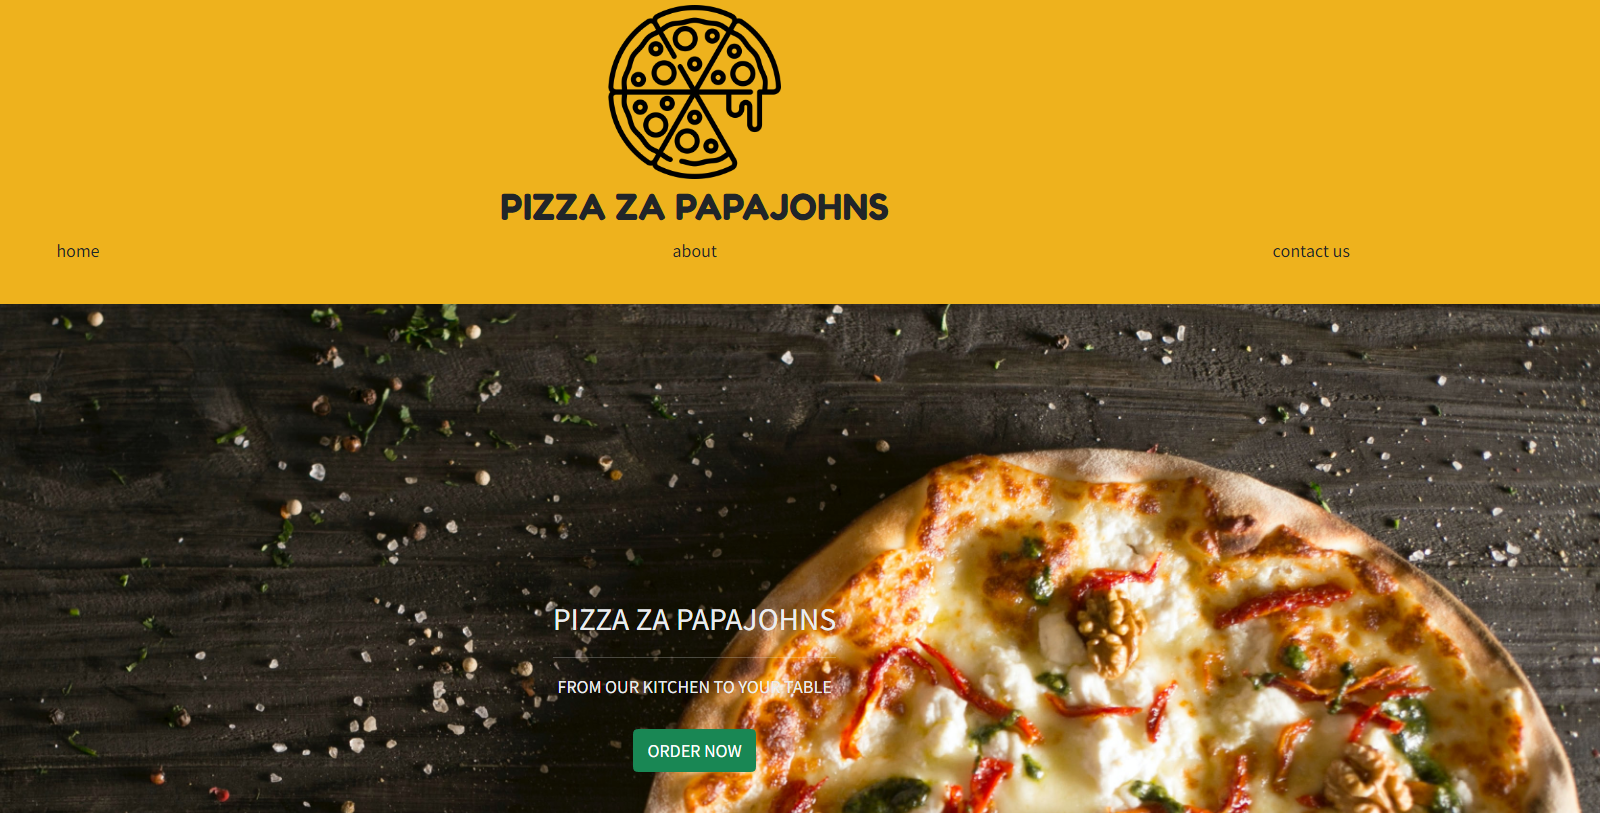 PIZZA ZA PAPAJOHNS
home
about
contact us
PIZZA ZA PAPAJOHNS
FROM OUR KITCHEN TO YOUR TABLE
ORDER NOW